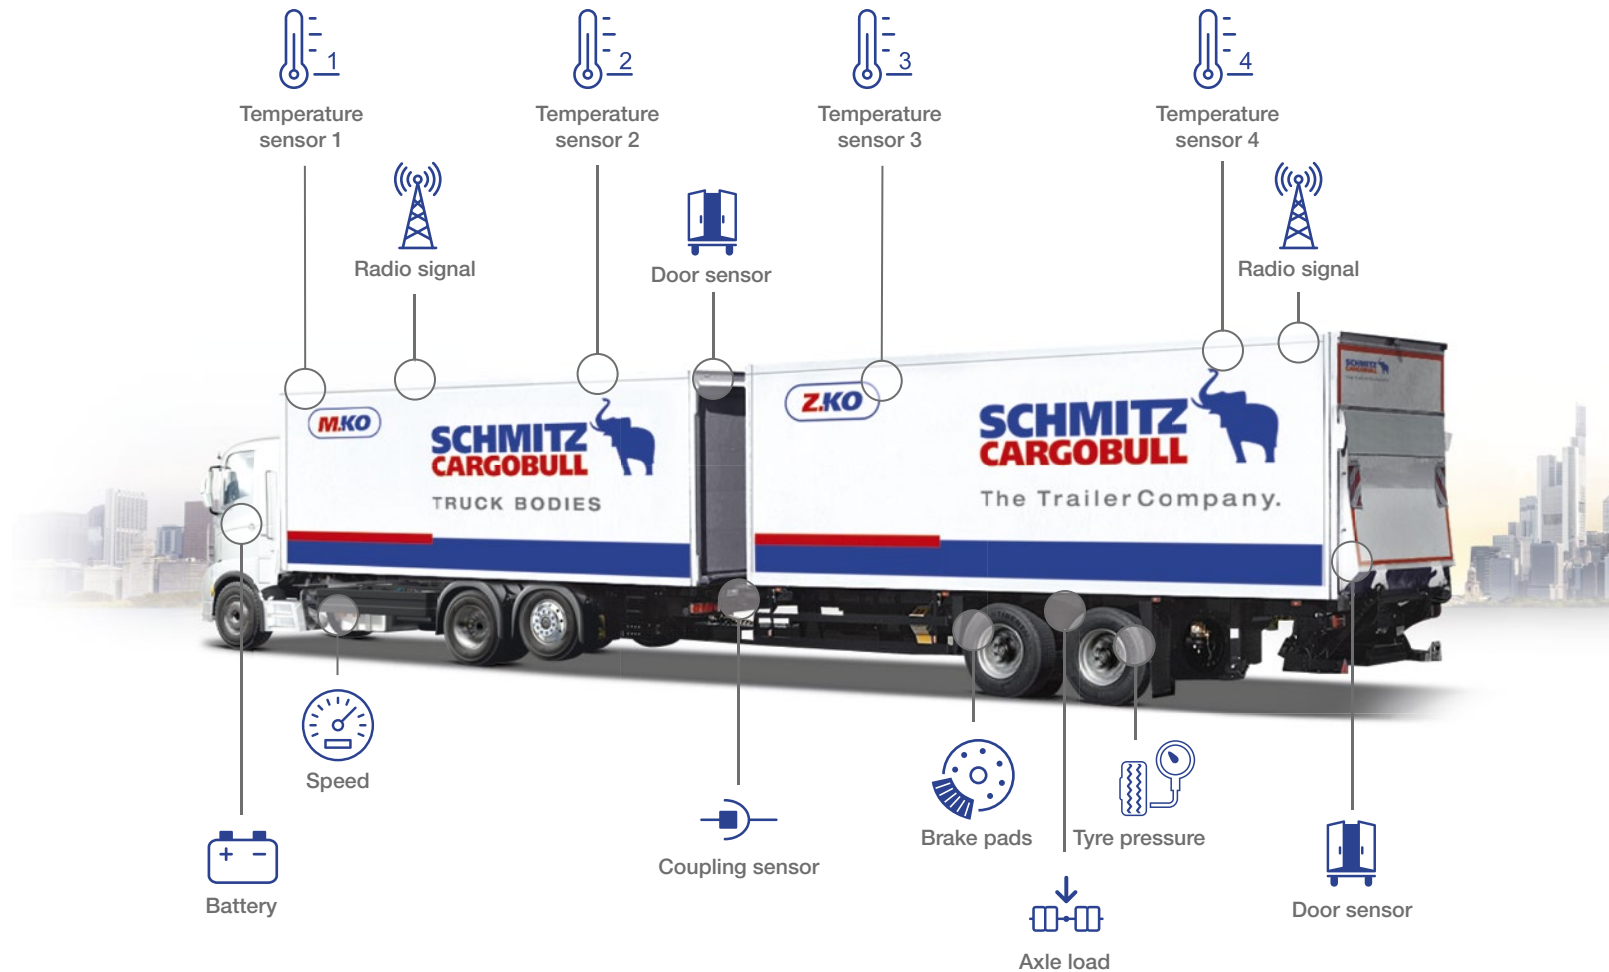 1
2
3
4
Temperature
sensor 1
Temperature
sensor 2
Temperature
sensor 3
Temperature
sensor 4
Radio signal
Door sensor
Radio signal
M.KO
SCHMITZ
CARGOBULL
TRUCK BODIES
Z.KO
SCHMITZ
CARGOBULL
The Trailer Company.
SCHMITZ
CARGOBULL
Speed
Battery
Coupling sensor
Brake pads
Tyre pressure
Axle load
Door sensor